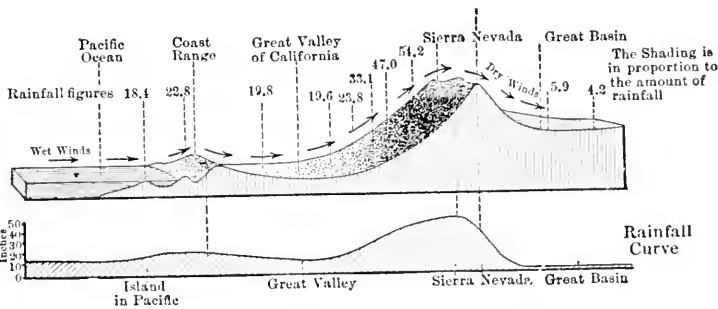 Pacific
Ocean
Coast
Range
Great Valley
of California
Sierra Nevada
Great Basin
The Shading is
in proportion to
the amount of
rainfall
Rainfall figures
18.4
22.8
19.8
19.6
23.8
33.1
47.0
54.2
Dry Winds
5.9
4.2
Wet Winds
50
40
30
20
10
0
Inches
Rainfall
Curve
Island
in Pacific
Great Valley
Sierra Nevada.
Great Basin